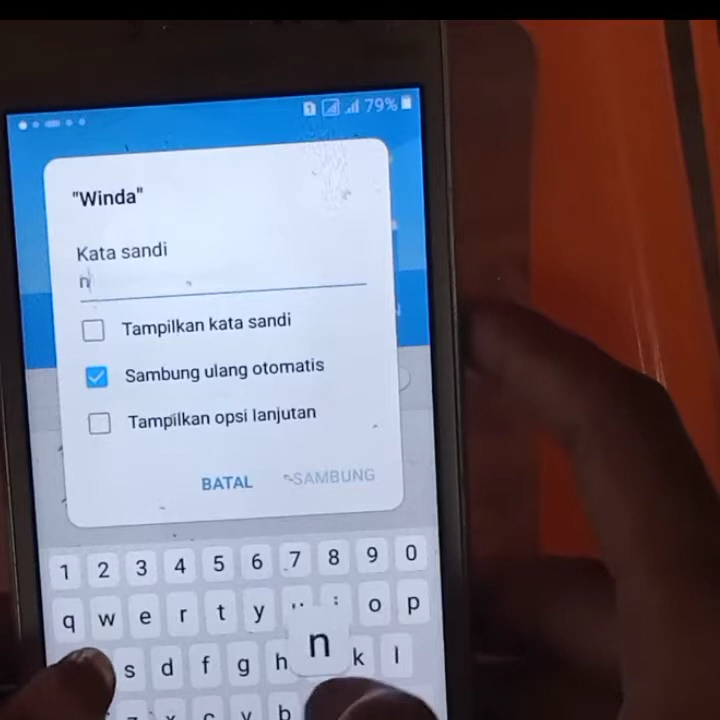 1 79%
"Winda"
Kata sandi
n
Tampilkan kata sandi
Sambung ulang otomatis
Tampilkan opsi lanjutan
BATAL SAMBUNG
1 2 3 4 5 6 7 8 9 0
q w e r t y o p
s d f g h n k l
b